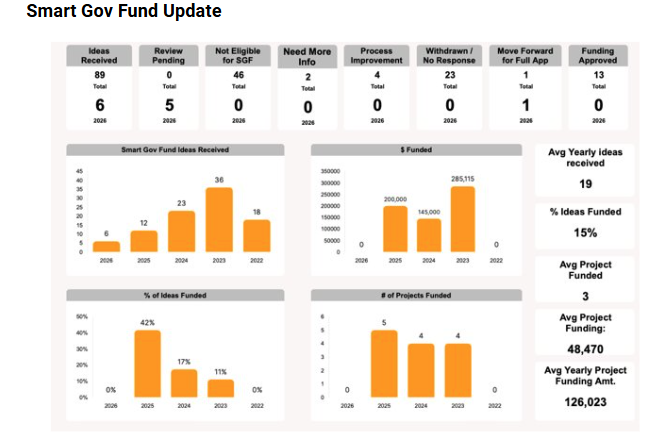 Smart Gov Fund Update
Ideas Received
Review Pending
Not Eligible for SGF
Need More Info
Process Improvement
Withdrawn / No Response
Move Forward for Full App
Funding Approved
89 0 46 2 4 23 1 13
Total Total Total Total Total Total Total Total
6 5 0 0 0 0 1 0
2026 2026 2026 2026 2026 2026 2026 2026
Smart Gov Fund Ideas Received
45
40
35
30
25
20
15
10
5
0
6 12 23 36 18
2026 2025 2024 2023 2022
$ Funded
350000
300000
250000
200000
150000
100000
50000
0
0 200,000 145,000 285,115 0
2026 2025 2024 2023 2022
% of Ideas Funded
50%
40%
30%
20%
10%
0%
0% 42% 17% 11% 0%
2026 2025 2024 2023 2022
# of Projects Funded
6
5
4
3
2
1
0
0 5 4 4 0
2026 2025 2024 2023 2022
Avg Yearly ideas
received
19
% Ideas Funded
15%
Avg Project
Funded
3
Avg Project
Funding:
48,470
Avg Yearly Project
Funding Amt.
126,023